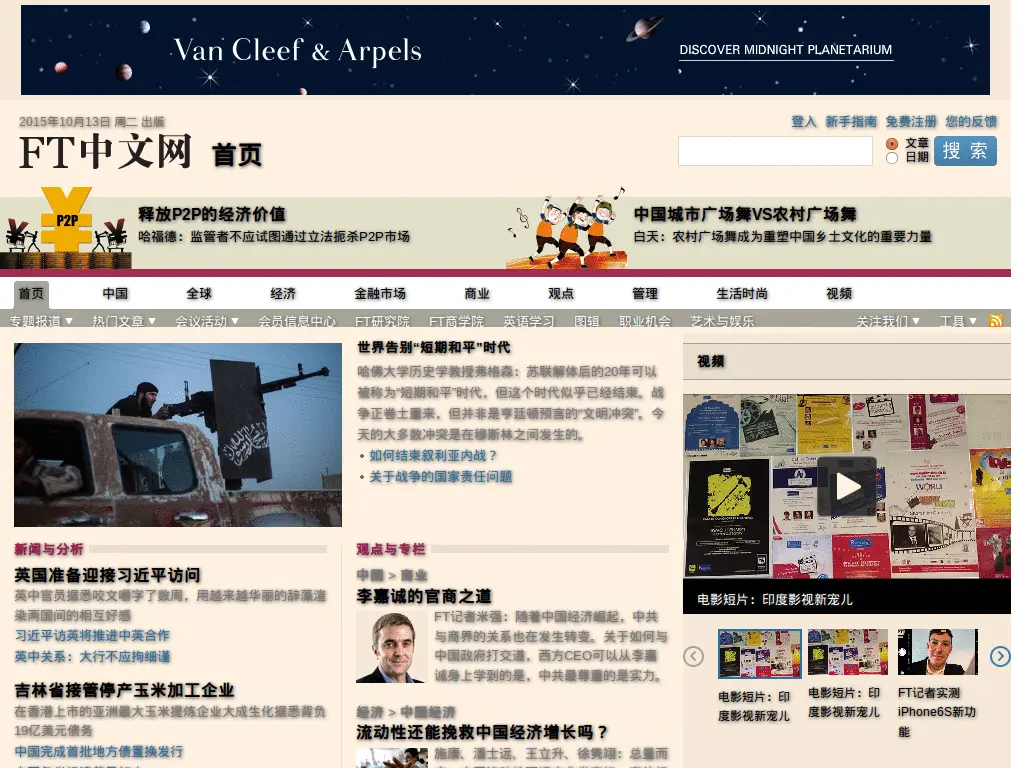 Van Cleef & Arpels
DISCOVER MIDNIGHT PLANETARIUM
2015年10月13日 周二 出版
登入 新手指南 免费注册 您的反馈
FT中文网 首页
文章
日期
搜 索
P2P
释放P2P的经济价值
哈福德：监管者不应试图通过立法扼杀P2P市场
中国城市广场舞VS农村广场舞
白天：农村广场舞成为重塑中国乡土文化的重要力量
首页 中国 全球 经济 金融市场 商业 观点 管理 生活时尚 视频
专题报道 热门文章 会议活动 会员信息中心 FT研究院 FT商学院 英语学习 图辑 职业机会 艺术与娱乐 关注我们 工具
世界告别“短期和平”时代
哈佛大学历史学教授弗格森：苏联解体后的20年可以
被称为“短期和平”时代，但这个时代似乎已经结束。战
争正卷土重来，但并非是亨廷顿预言的“文明冲突”，今
天的大多数冲突是在穆斯林之间发生的。
• 如何结束叙利亚内战？
• 关于战争的国家责任问题
视频
WORLD
电影短片：印度影视新宠儿
电影短片：印
度影视新宠儿
电影短片：印
度影视新宠儿
FT记者实测
iPhone6S新功
能
新闻与分析
英国准备迎接习近平访问
英中官员据悉咬文嚼字了数周，用越来越华丽的辞藻渲
染两国间的相互好感
习近平访英将推进中英合作
英中关系：大行不应拘细谨
吉林省接管停产玉米加工企业
在香港上市的亚洲最大玉米提炼企业大成生化据悉背负
19亿美元债务
中国完成首批地方债置换发行
观点与专栏
中国 > 商业
李嘉诚的官商之道
FT记者米强：随着中国经济崛起，中共
与商界的关系也在发生转变。关于如何与
中国政府打交道，西方CEO可以从李嘉
诚身上学到的是，中共最尊重的是实力。
经济 > 中国经济
流动性还能挽救中国经济增长吗？
施康、潘士远、王立升、徐隽翊：总量而